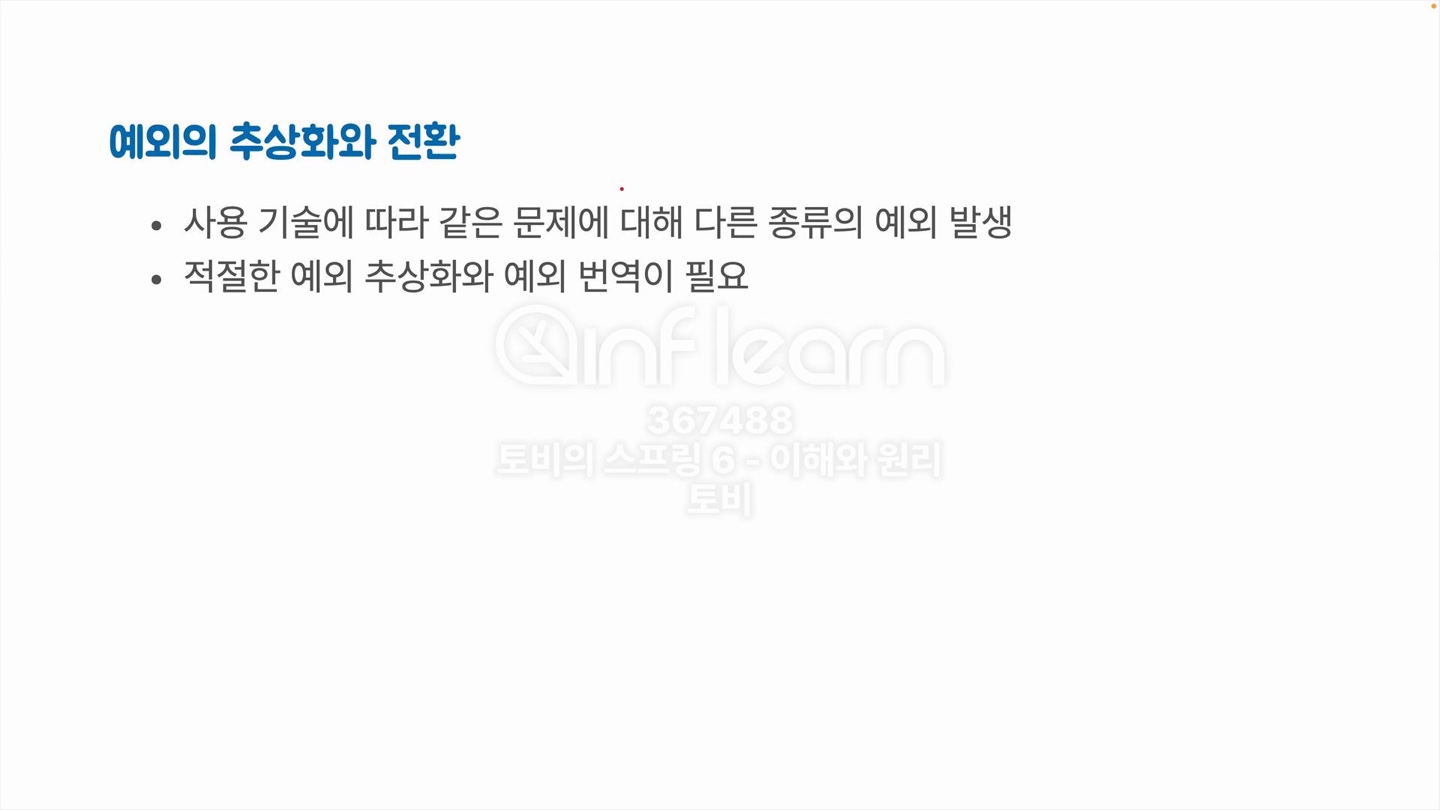 예외의 추상화와 전환
• 사용 기술에 따라 같은 문제에 대해 다른 종류의 예외 발생
• 적절한 예외 추상화와 예외 번역이 필요
inflearn
367488
토비의 스프링 6 - 이해와 원리
토비